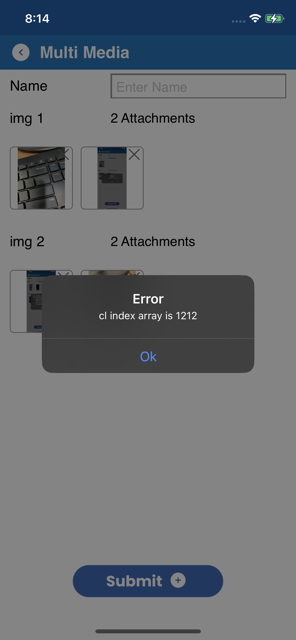 8:14
Multi Media
Name
Enter Name
img 1
2 Attachments
img 2
2 Attachments
Error
cl index array is 1212
Ok
Submit